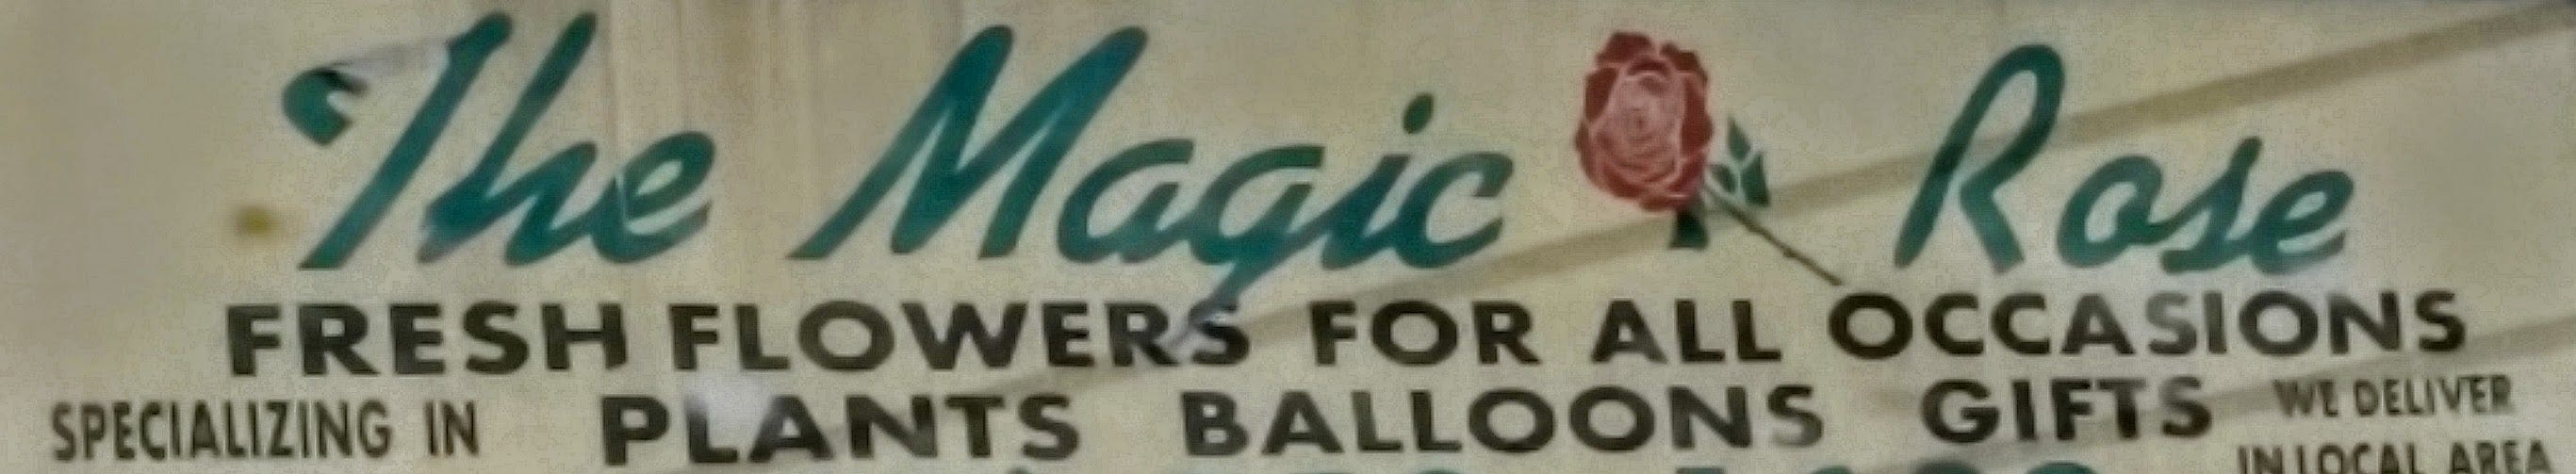 The Magic Rose
FRESH FLOWERS FOR ALL OCCASIONS
SPECIALIZING IN PLANTS BALLOONS GIFTS WE DELIVER
IN LOCAL AREA